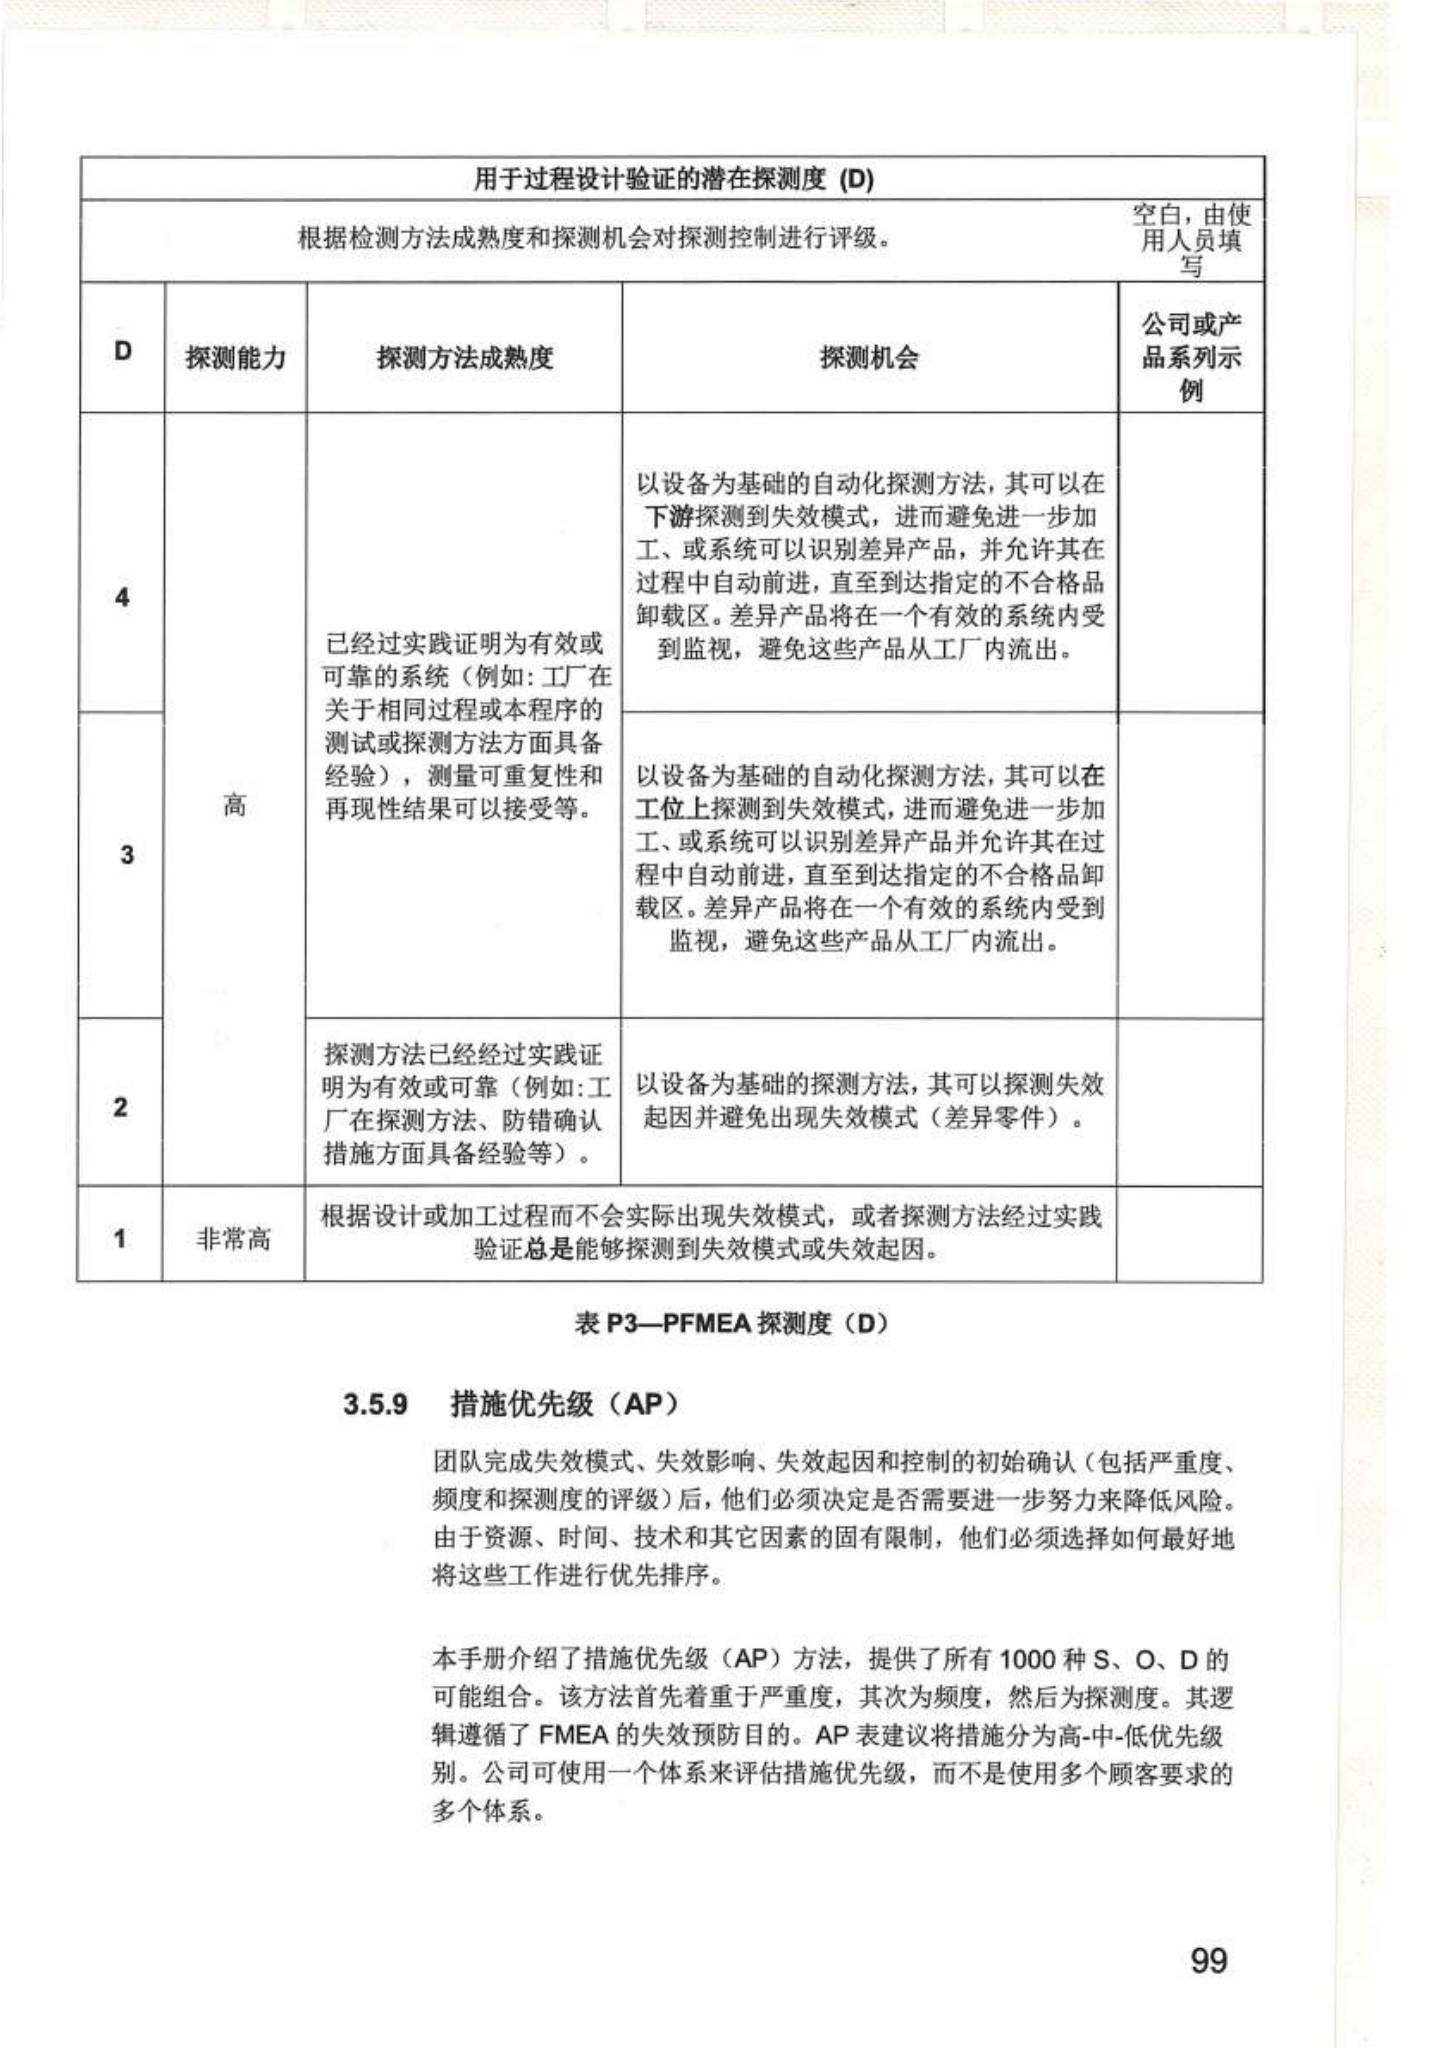 用于过程设计验证的潜在探测度 (D)
根据检测方法成熟度和探测机会对探测控制进行评级。
空白，由使
用人员填
写
D
探测能力
探测方法成熟度
探测机会
公司或产
品系列示
例
4
高
已经过实践证明为有效或
可靠的系统（例如：工厂在
关于相同过程或本程序的
测试或探测方法方面具备
经验），测量可重复性和
再现性结果可以接受等。
以设备为基础的自动化探测方法，其可以在
下游探测到失效模式，进而避免进一步加
工、或系统可以识别差异产品，并允许其在
过程中自动前进，直至到达指定的不合格品
卸载区。差异产品将在一个有效的系统内受
到监视，避免这些产品从工厂内流出。
3
以设备为基础的自动化探测方法，其可以在
工位上探测到失效模式，进而避免进一步加
工、或系统可以识别差异产品并允许其在过
程中自动前进，直至到达指定的不合格品卸
载区。差异产品将在一个有效的系统内受到
监视，避免这些产品从工厂内流出。
2
探测方法已经经过实践证
明为有效或可靠（例如：工
厂在探测方法、防错确认
措施方面具备经验等）。
以设备为基础的探测方法，其可以探测失效
起因并避免出现失效模式（差异零件）。
1
非常高
根据设计或加工过程而不会实际出现失效模式，或者探测方法经过实践
验证总是能够探测到失效模式或失效起因。
表 P3—PFMEA 探测度（D）
3.5.9 措施优先级（AP）
团队完成失效模式、失效影响、失效起因和控制的初始确认（包括严重度、
频度和探测度的评级）后，他们必须决定是否需要进一步努力来降低风险。
由于资源、时间、技术和其它因素的固有限制，他们必须选择如何最好地
将这些工作进行优先排序。
本手册介绍了措施优先级（AP）方法，提供了所有 1000 种 S、O、D 的
可能组合。该方法首先着重于严重度，其次为频度，然后为探测度。其逻
辑遵循了 FMEA 的失效预防目的。AP 表建议将措施分为高-中-低优先级
别。公司可使用一个体系来评估措施优先级，而不是使用多个顾客要求的
多个体系。
99